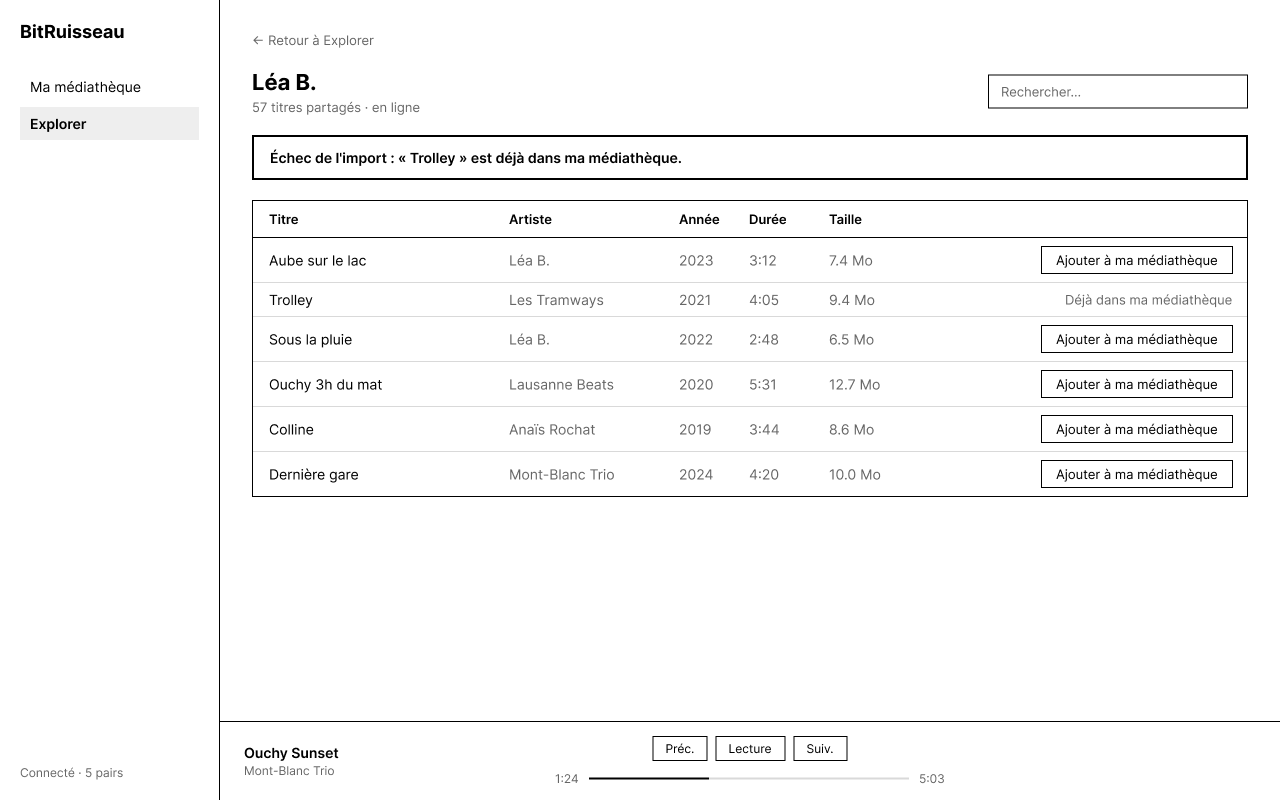 BitRuisseau
Ma médiathèque
Explorer
Connecté · 5 pairs
← Retour à Explorer
Léa B.
57 titres partagés · en ligne
Rechercher...
Échec de l'import : « Trolley » est déjà dans ma médiathèque.
Titre Artiste Année Durée Taille
Aube sur le lac Léa B. 2023 3:12 7.4 Mo Ajouter à ma médiathèque
Trolley Les Tramways 2021 4:05 9.4 Mo Déjà dans ma médiathèque
Sous la pluie Léa B. 2022 2:48 6.5 Mo Ajouter à ma médiathèque
Ouchy 3h du mat Lausanne Beats 2020 5:31 12.7 Mo Ajouter à ma médiathèque
Colline Anaïs Rochat 2019 3:44 8.6 Mo Ajouter à ma médiathèque
Dernière gare Mont-Blanc Trio 2024 4:20 10.0 Mo Ajouter à ma médiathèque
Ouchy Sunset
Mont-Blanc Trio
Préc. Lecture Suiv.
1:24 5:03